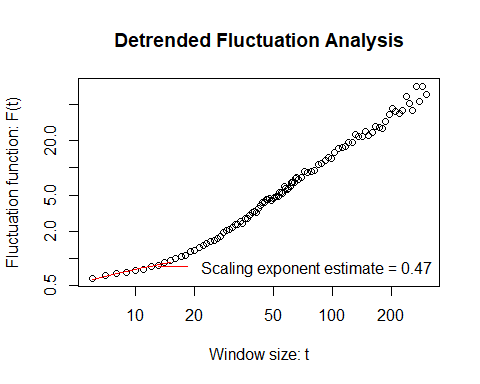 Detrended Fluctuation Analysis
Fluctuation function: F(t)
20.0
5.0
2.0
0.5
Scaling exponent estimate = 0.47
10 20 50 100 200
Window size: t